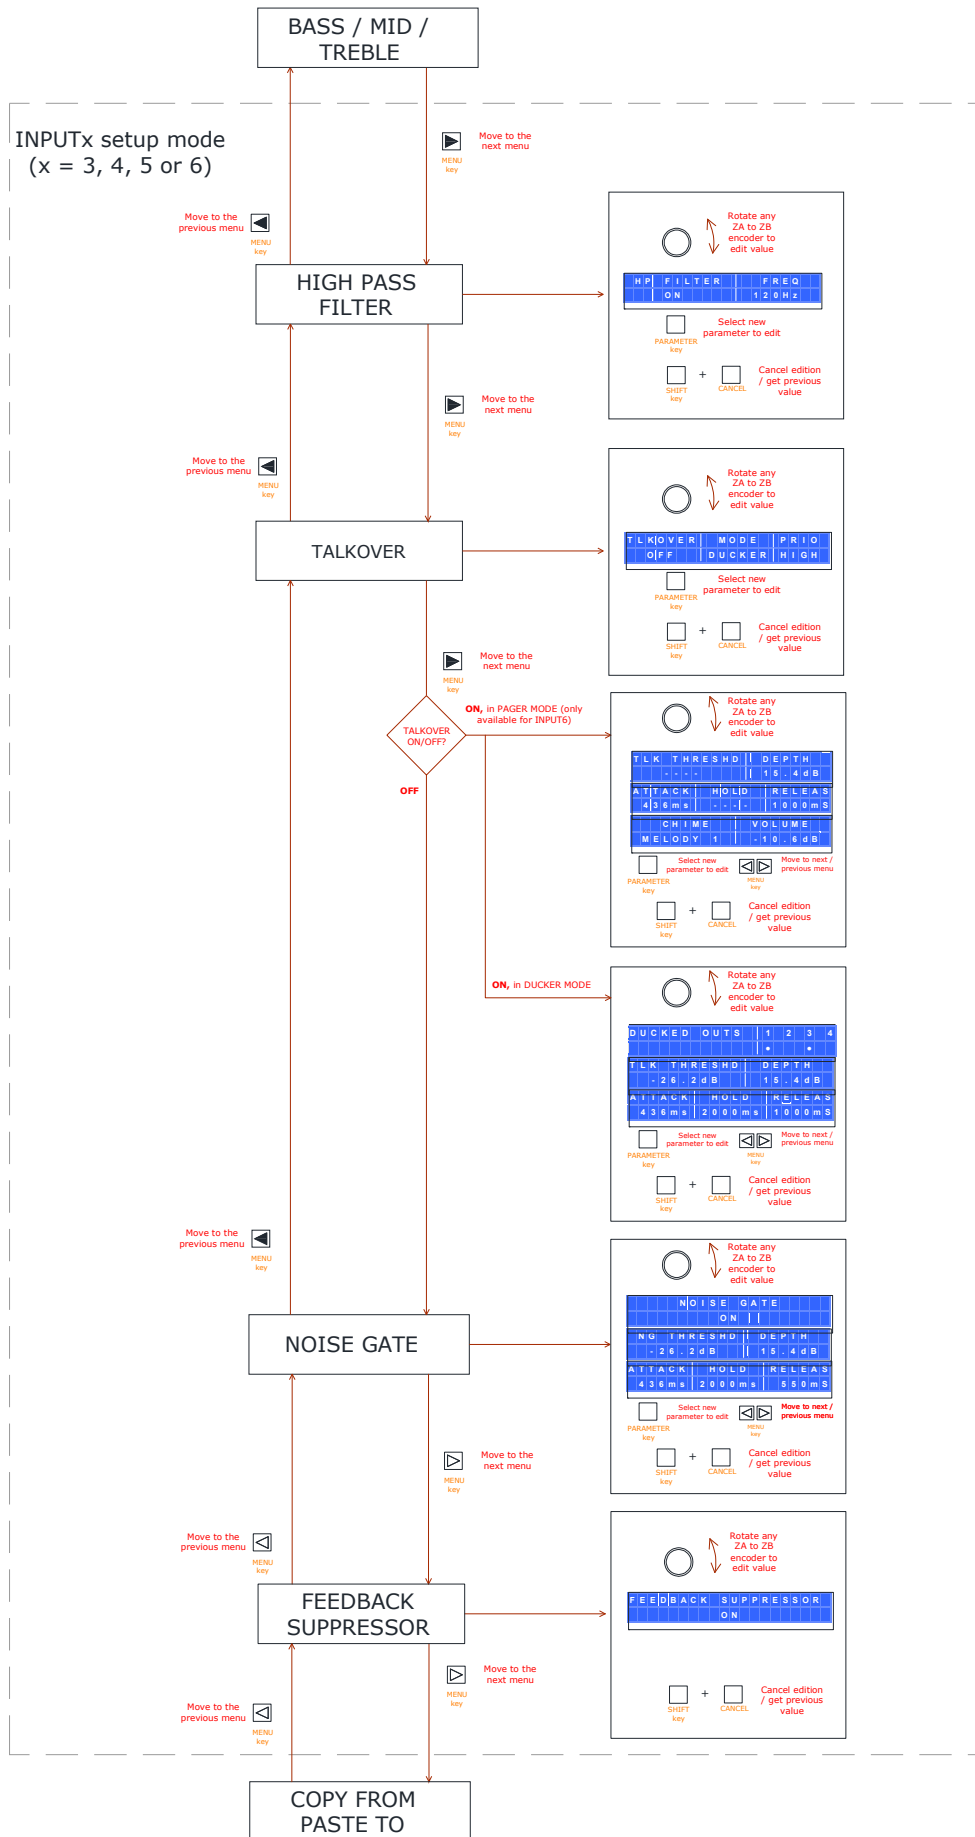 BASS / MID /
TREBLE
INPUTx setup mode
(x = 3, 4, 5 or 6)
Move to the
next menu
MENU
key
Move to the
previous menu
MENU
key
HIGH PASS
FILTER
Rotate any
ZA to ZB
encoder to
edit value
HP FILTER FREQ
ON 120Hz
Select new
parameter to edit
PARAMETER
key
SHIFT
key
+
CANCEL
Cancel edition
/ get previous
value
Move to the
next menu
MENU
key
Move to the
previous menu
MENU
key
TALKOVER
Rotate any
ZA to ZB
encoder to
edit value
TLKOVER MODE PRIO
OFF DUCKER HIGH
Select new
parameter to edit
PARAMETER
key
SHIFT
key
+
CANCEL
Cancel edition
/ get previous
value
Move to the
next menu
MENU
key
TALKOVER
ON/OFF?
ON, in PAGER MODE (only
available for INPUT6)
OFF
Rotate any
ZA to ZB
encoder to
edit value
TLK THRESHD DEPTH
---- 15.4dB
ATTACK HOLD RELEAS
436ms ---- 1000mS
CHIME VOLUME
MELODY 1 -10.6dB
PARAMETER
key
Select new
parameter to edit
MENU
key
Move to next /
previous menu
SHIFT
key
+
CANCEL
Cancel edition
/ get previous
value
ON, in DUCKER MODE
Rotate any
ZA to ZB
encoder to
edit value
DUCKED OUTS 1 2 3 4
TLK THRESHD DEPTH
-26.2dB 15.4dB
ATTACK HOLD RELEAS
436ms 2000ms 1000mS
PARAMETER
key
Select new
parameter to edit
MENU
key
Move to next /
previous menu
SHIFT
key
+
CANCEL
Cancel edition
/ get previous
value
Move to the
previous menu
MENU
key
NOISE GATE
Rotate any
ZA to ZB
encoder to
edit value
NOISE GATE
ON
NG THRESHD DEPTH
-26.2dB 15.4dB
ATTACK HOLD RELEAS
436ms 2000ms 550mS
PARAMETER
key
Select new
parameter to edit
MENU
key
Move to next /
previous menu
SHIFT
key
+
CANCEL
Cancel edition
/ get previous
value
Move to the
next menu
MENU
key
Move to the
previous menu
MENU
key
FEEDBACK
SUPPRESSOR
Rotate any
ZA to ZB
encoder to
edit value
FEEDBACK SUPPRESSOR
ON
SHIFT
key
+
CANCEL
Cancel edition
/ get previous
value
Move to the
next menu
MENU
key
Move to the
previous menu
MENU
key
COPY FROM
PASTE TO